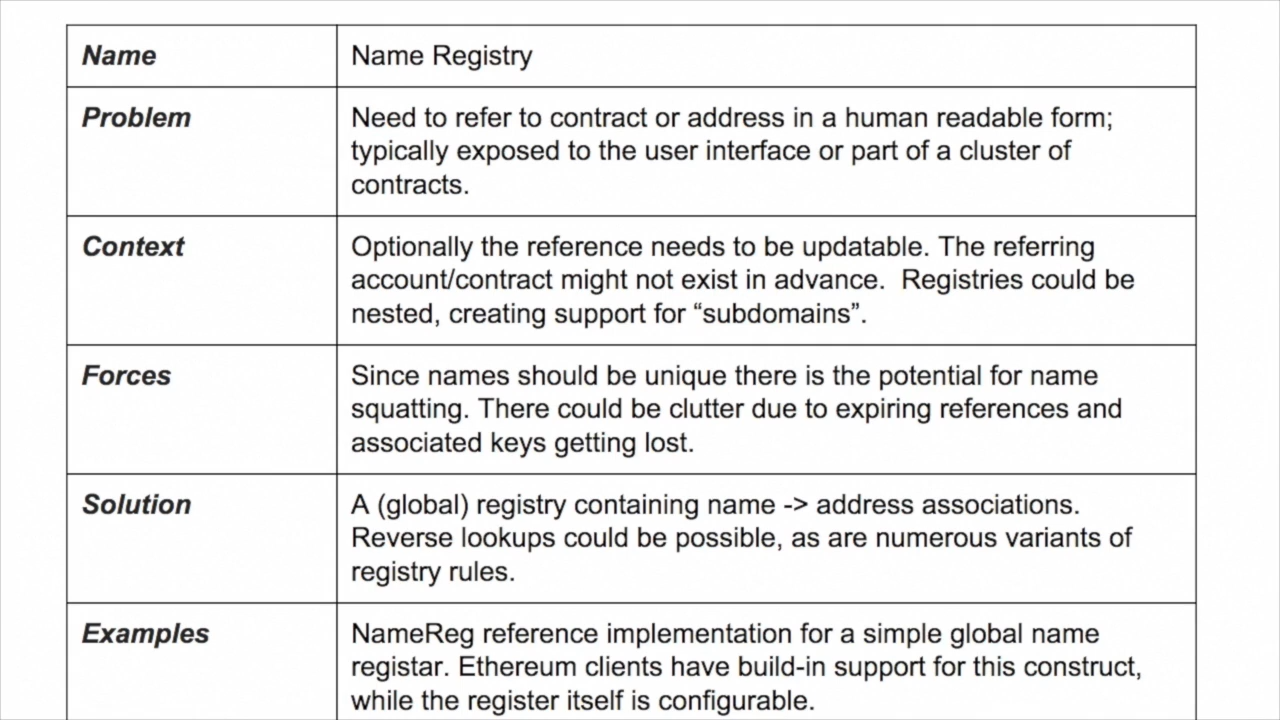 Name
Name Registry
Problem
Need to refer to contract or address in a human readable form;
typically exposed to the user interface or part of a cluster of
contracts.
Context
Optionally the reference needs to be updatable. The referring
account/contract might not exist in advance.  Registries could be
nested, creating support for “subdomains”.
Forces
Since names should be unique there is the potential for name
squatting. There could be clutter due to expiring references and
associated keys getting lost.
Solution
A (global) registry containing name -> address associations.
Reverse lookups could be possible, as are numerous variants of
registry rules.
Examples
NameReg reference implementation for a simple global name
registar. Ethereum clients have build-in support for this construct,
while the register itself is configurable.